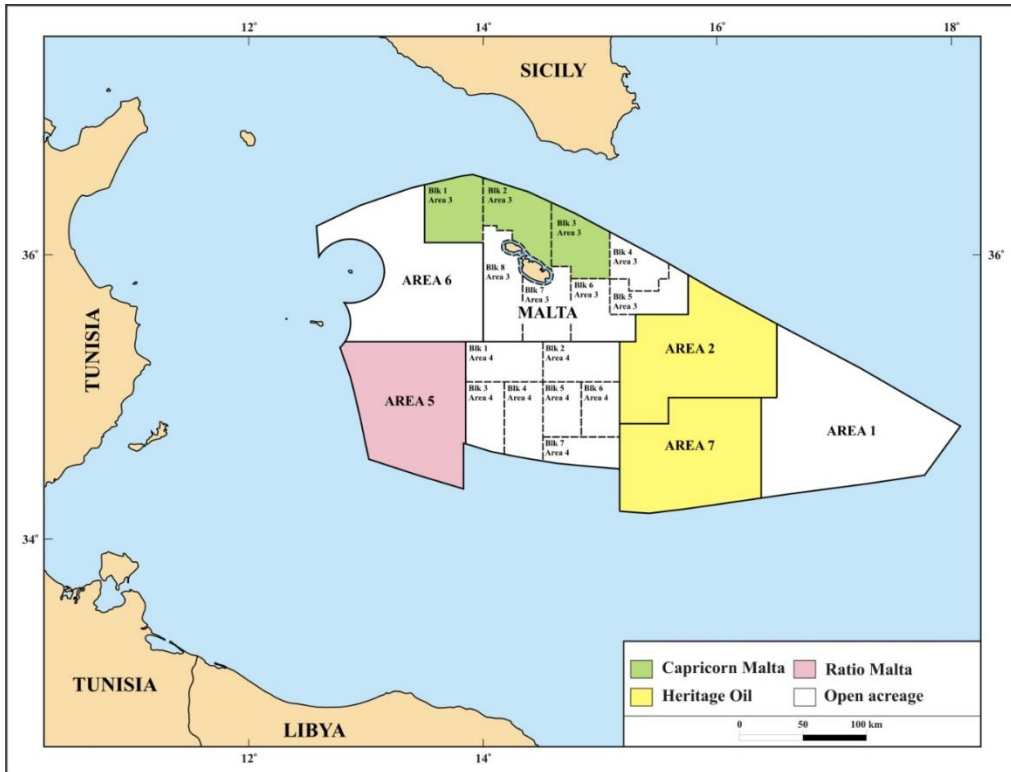 12°
14°
16°
18°
SICILY
Blk 1
Area 3
Blk 2
Area 3
Blk 3
Area 3
36°
36°
Blk 4
Area 3
AREA 6
Blk 8
Area 3
Blk 7
Area 3
Blk 6
Area 3
Blk 5
Area 3
MALTA
TUNISIA
Blk 1
Area 4
Blk 2
Area 4
AREA 2
AREA 5
Blk 3
Area 4
Blk 4
Area 4
Blk 5
Area 4
Blk 6
Area 4
AREA 1
Blk 7
Area 4
AREA 7
34°
34°
TUNISIA
LIBYA
Capricorn Malta
Ratio Malta
Heritage Oil
Open acreage
0
50
100 km
12°
14°